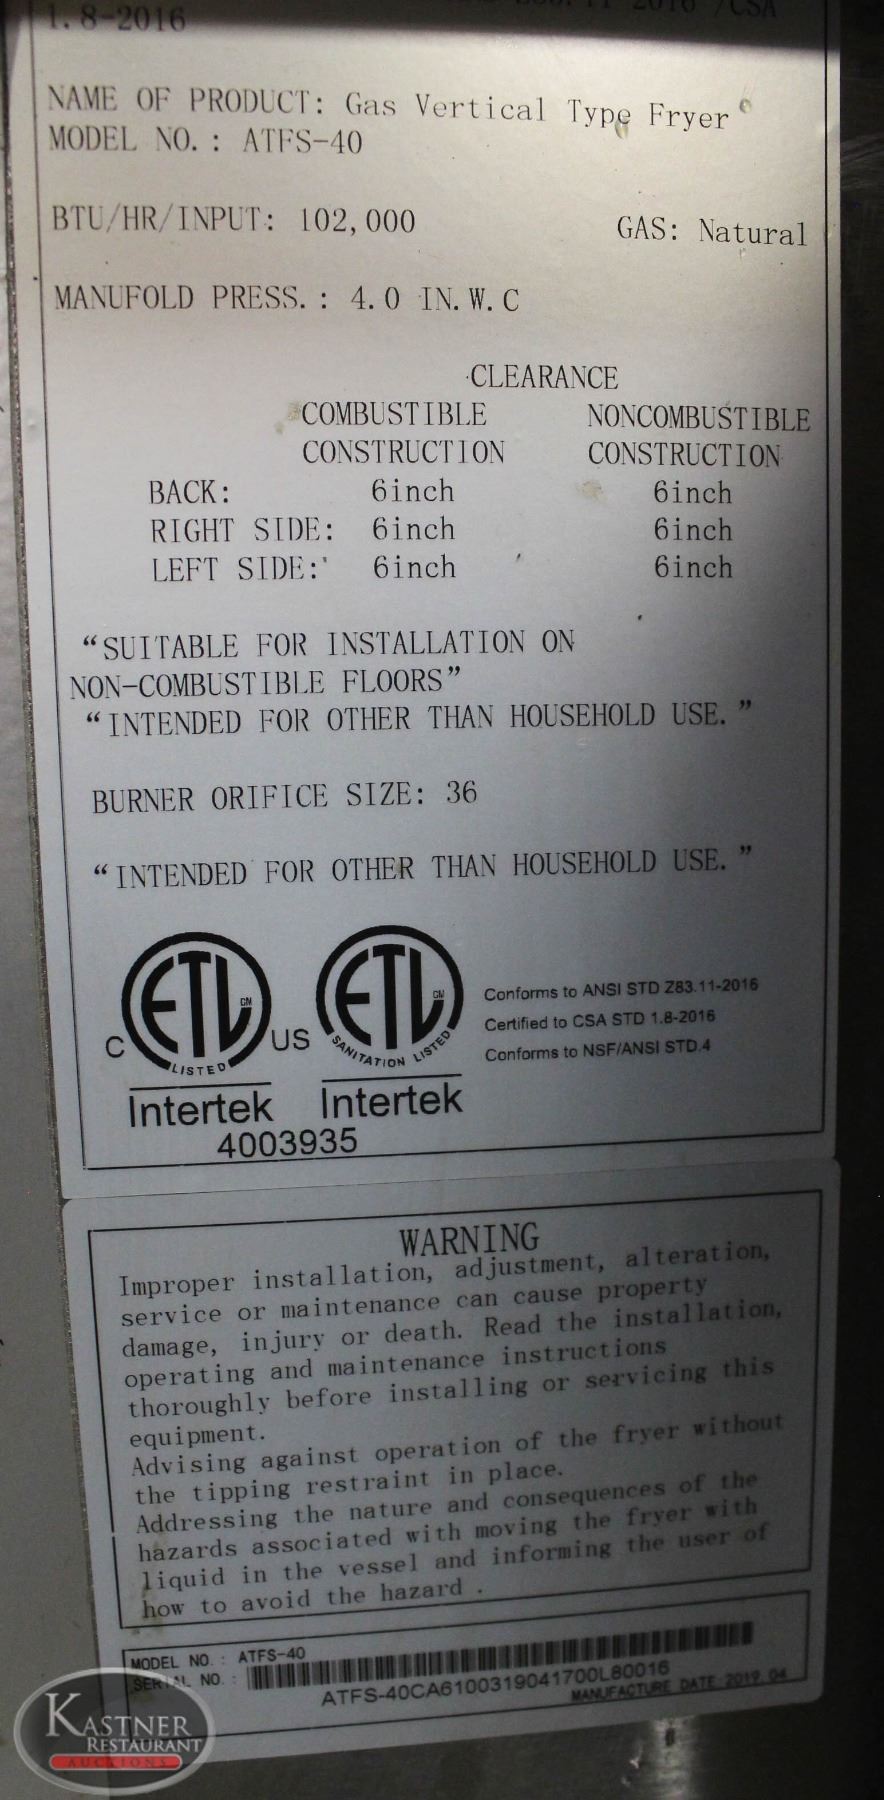 2016 /CSA
1.8-2016
NAME OF PRODUCT: Gas Vertical Type Fryer
MODEL NO.: ATFS-40
BTU/HR/INPUT: 102,000 GAS: Natural
MANUFOLD PRESS.: 4.0 IN.W.C
CLEARANCE
COMBUSTIBLE NONCOMBUSTIBLE
CONSTRUCTION CONSTRUCTION
BACK: 6inch 6inch
RIGHT SIDE: 6inch 6inch
LEFT SIDE: 6inch 6inch
“SUITABLE FOR INSTALLATION ON
NON-COMBUSTIBLE FLOORS”
“INTENDED FOR OTHER THAN HOUSEHOLD USE.”
BURNER ORIFICE SIZE: 36
“INTENDED FOR OTHER THAN HOUSEHOLD USE.”
ETL CM LISTED C US
ETL CM SANITATION LISTED
Conforms to ANSI STD Z83.11-2016
Certified to CSA STD 1.8-2016
Conforms to NSF/ANSI STD.4
Intertek Intertek
4003935
WARNING
Improper installation, adjustment, alteration,
service or maintenance can cause property
damage, injury or death. Read the installation,
operating and maintenance instructions
thoroughly before installing or servicing this
equipment.
Advising against operation of the fryer without
the tipping restraint in place.
Addressing the nature and consequences of the
hazards associated with moving the fryer with
liquid in the vessel and informing the user of
how to avoid the hazard .
MODEL NO.: ATFS-40
SERIAL NO.:
ATFS-40CA6100319041700L80016
MANUFACTURE DATE 2019.04
KASTNER
RESTAURANT
AUCTIONS